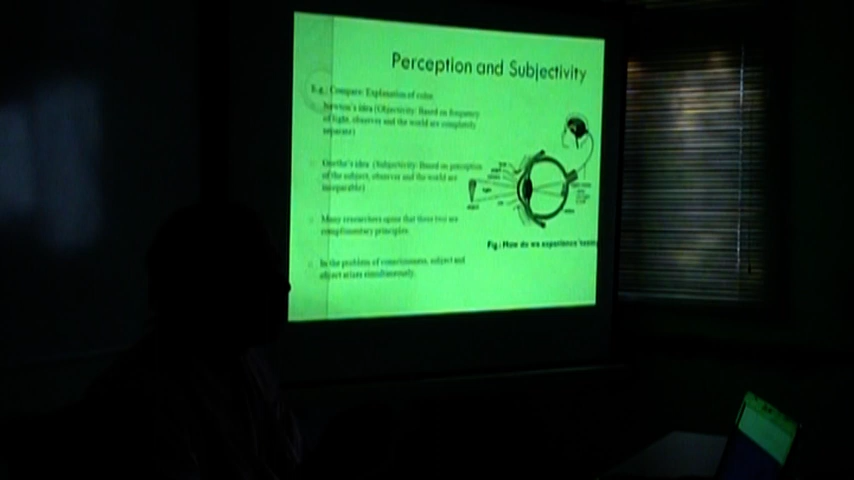 Perception and Subjectivity
E.g.: Compare: Explanation of color
Newton's idea (Objectivity: Based on frequency
of light, observer and the world are completely
separate)
Goethe's idea (Subjectivity: Based on perception
of the subject, observer and the world are
inseparable)
Many researchers opine that these two are
complimentary principles.
In the problem of consciousness, subject and
object arises simultaneously.
Fig.: How do we experience